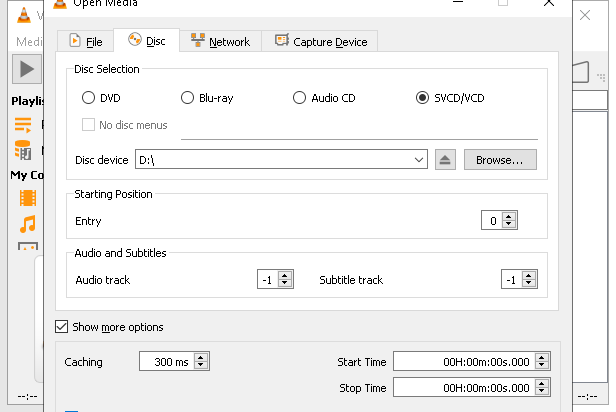 Open Media
Medi
File
Disc
Network
Capture Device
Disc Selection
DVD
Blu-ray
Audio CD
SVCD/VCD
No disc menus
Playlis
Disc device
D:\
Browse...
My Co
Starting Position
Entry
0
Audio and Subtitles
Audio track
-1
Subtitle track
-1
Show more options
Caching
300 ms
Start Time
00H:00m:00s.000
Stop Time
00H:00m:00s.000
--:--
--:--